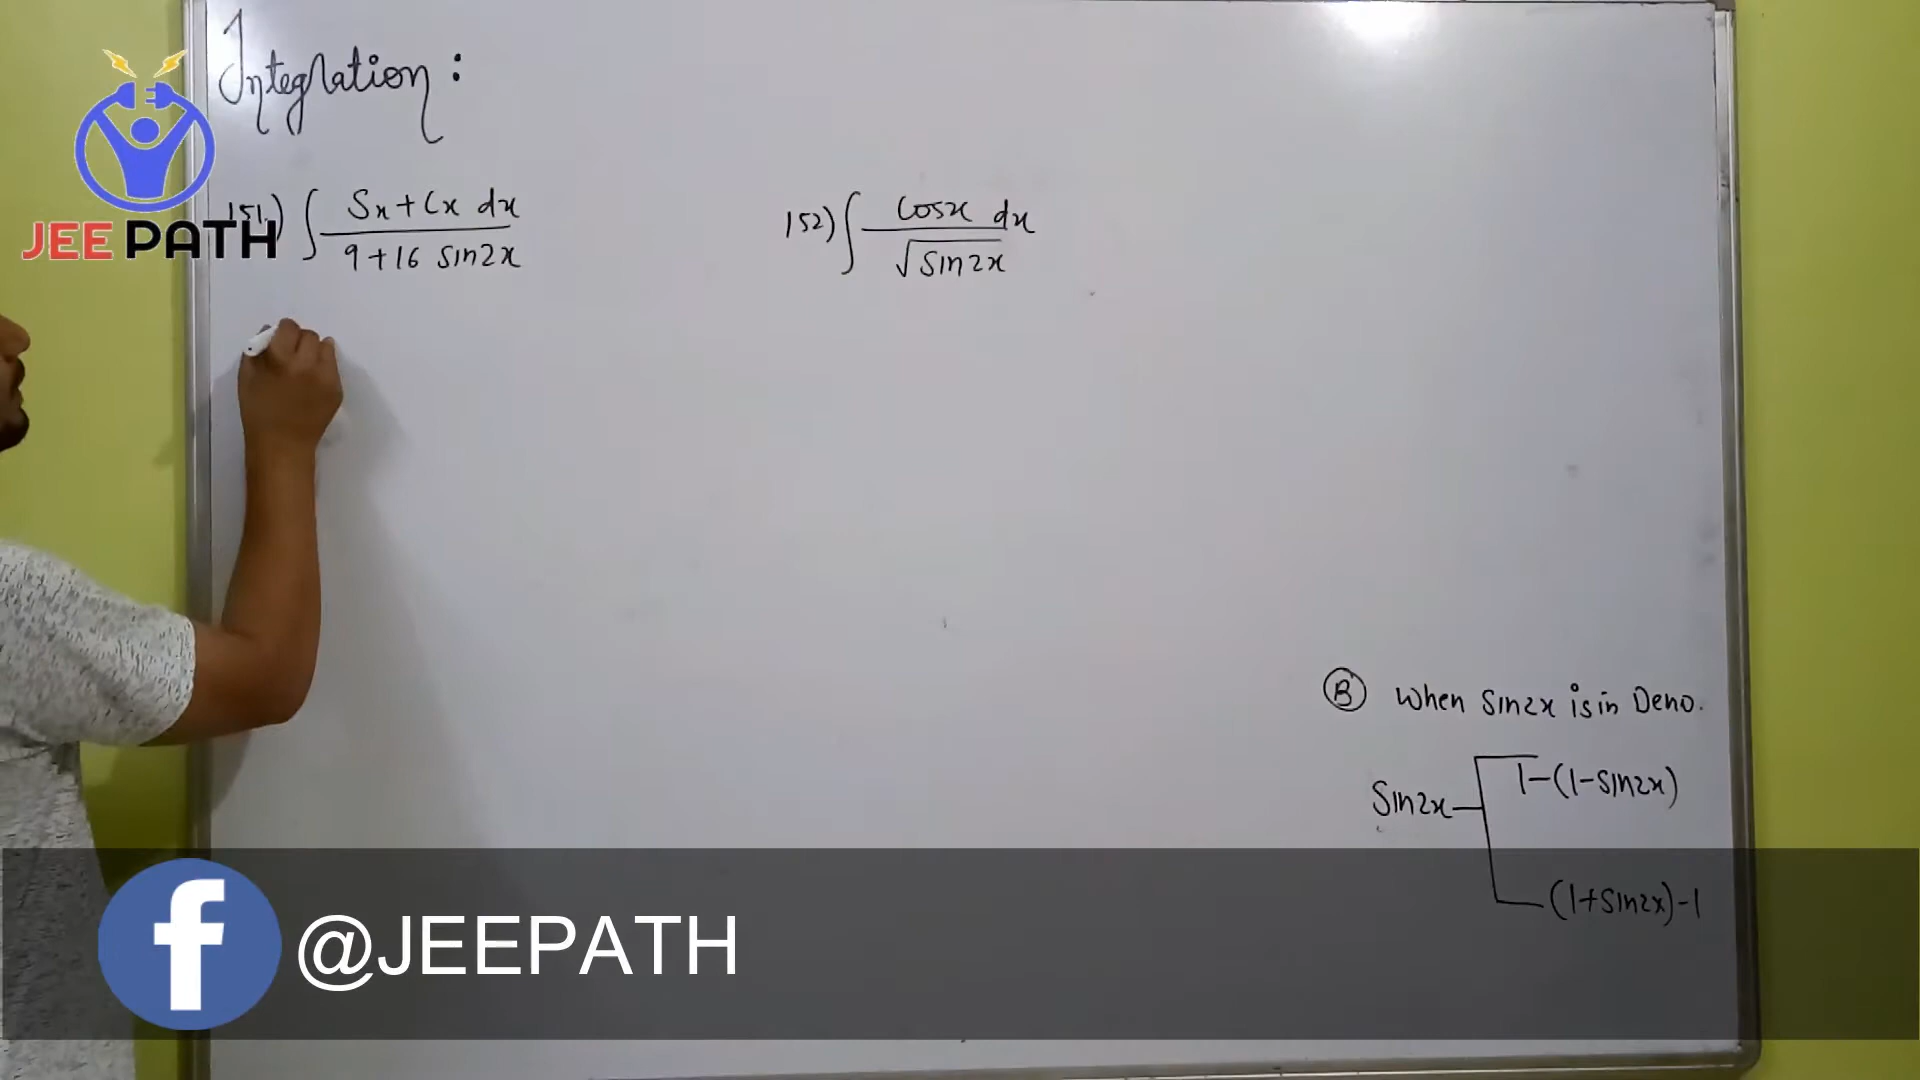 Integration :
JEE PATH
151.) ∫ Sx + Cx dx / 9 + 16 sin2x
152) ∫ Cosx dx / √sin2x
Ⓑ When Sin2x is in Deno.
Sin2x
1-(1-Sin2x)
(1+Sin2x)-1
f @JEEPATH